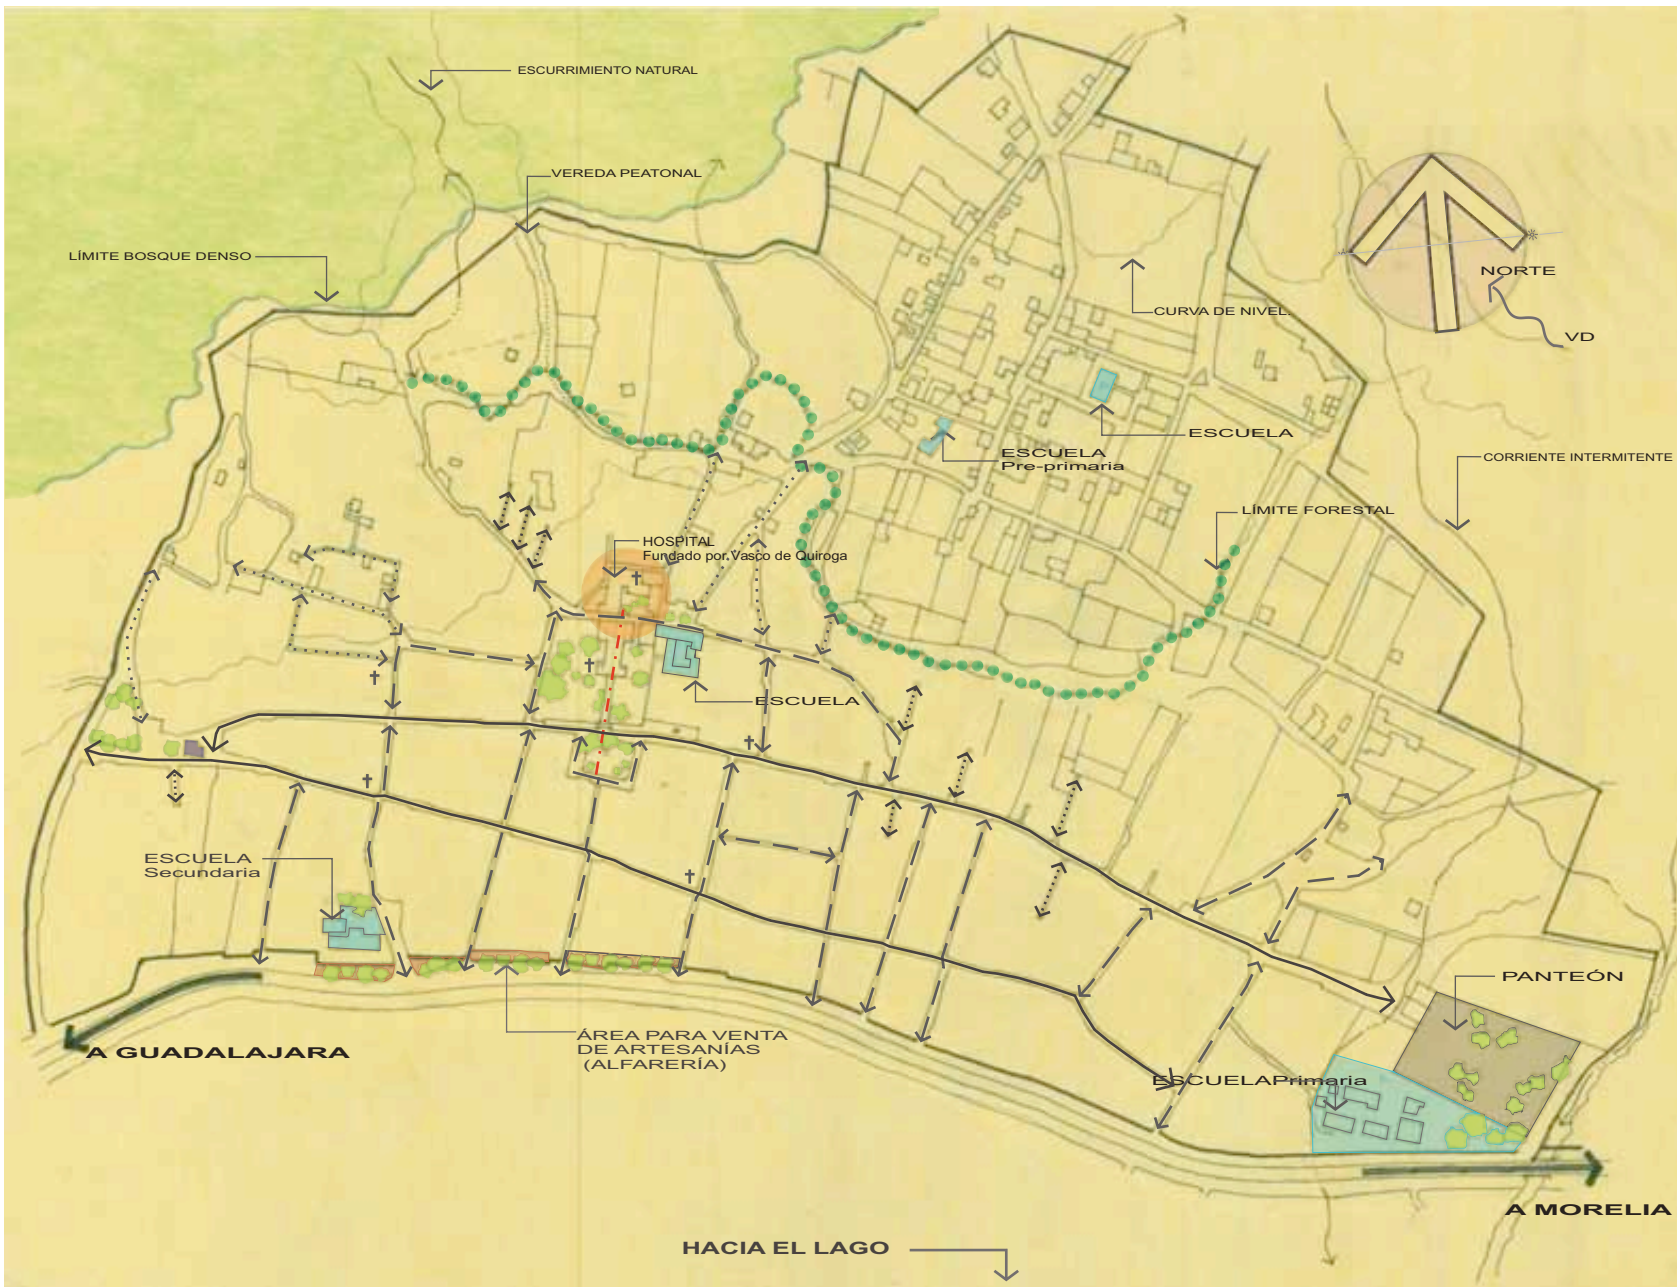 ESCURRIMIENTO NATURAL
VEREDA PEATONAL
LÍMITE BOSQUE DENSO
NORTE
CURVA DE NIVEL.
VD
ESCUELA
ESCUELA
Pre-primaria
CORRIENTE INTERMITENTE
LÍMITE FORESTAL
HOSPITAL
Fundado por Vasco de Quiroga
ESCUELA
ESCUELA
Secundaria
PANTEÓN
ÁREA PARA VENTA
DE ARTESANÍAS
(ALFARERÍA)
A GUADALAJARA
ESCUELAPrimaria
A MORELIA
HACIA EL LAGO